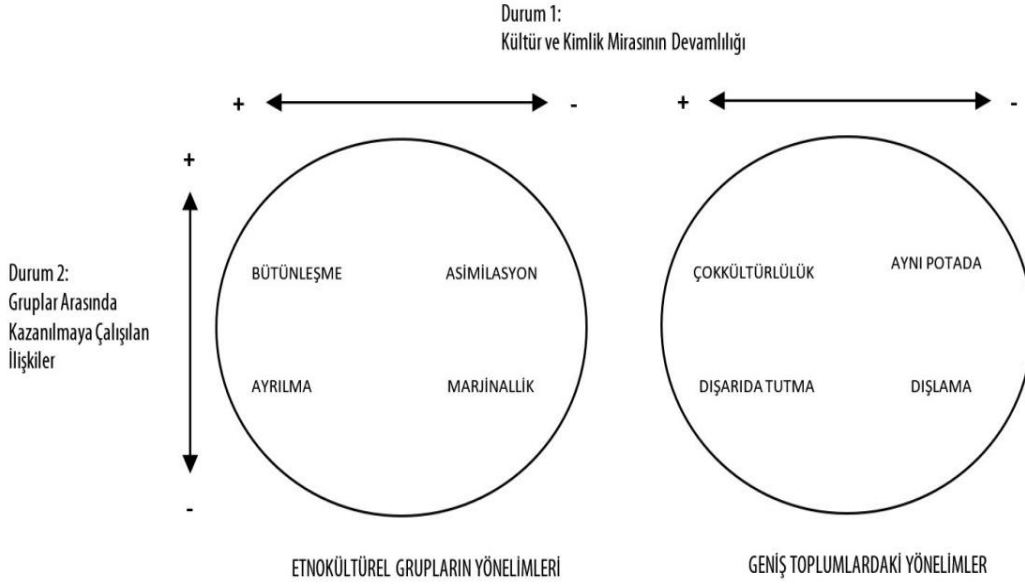 Durum 1:
Kültür ve Kimlik Mirasının Devamlılığı
+ - + -
+
Durum 2:
Gruplar Arasında
Kazanılmaya Çalışılan
İlişkiler
-
BÜTÜNLEŞME ASİMİLASYON
AYRILMA MARJİNALLİK
ÇOKKÜLTÜRLÜLÜK AYNI POTADA
DIŞARIDA TUTMA DIŞLAMA
ETNOKÜLTÜREL GRUPLARIN YÖNELİMLERİ
GENİŞ TOPLUMLARDAKİ YÖNELİMLER